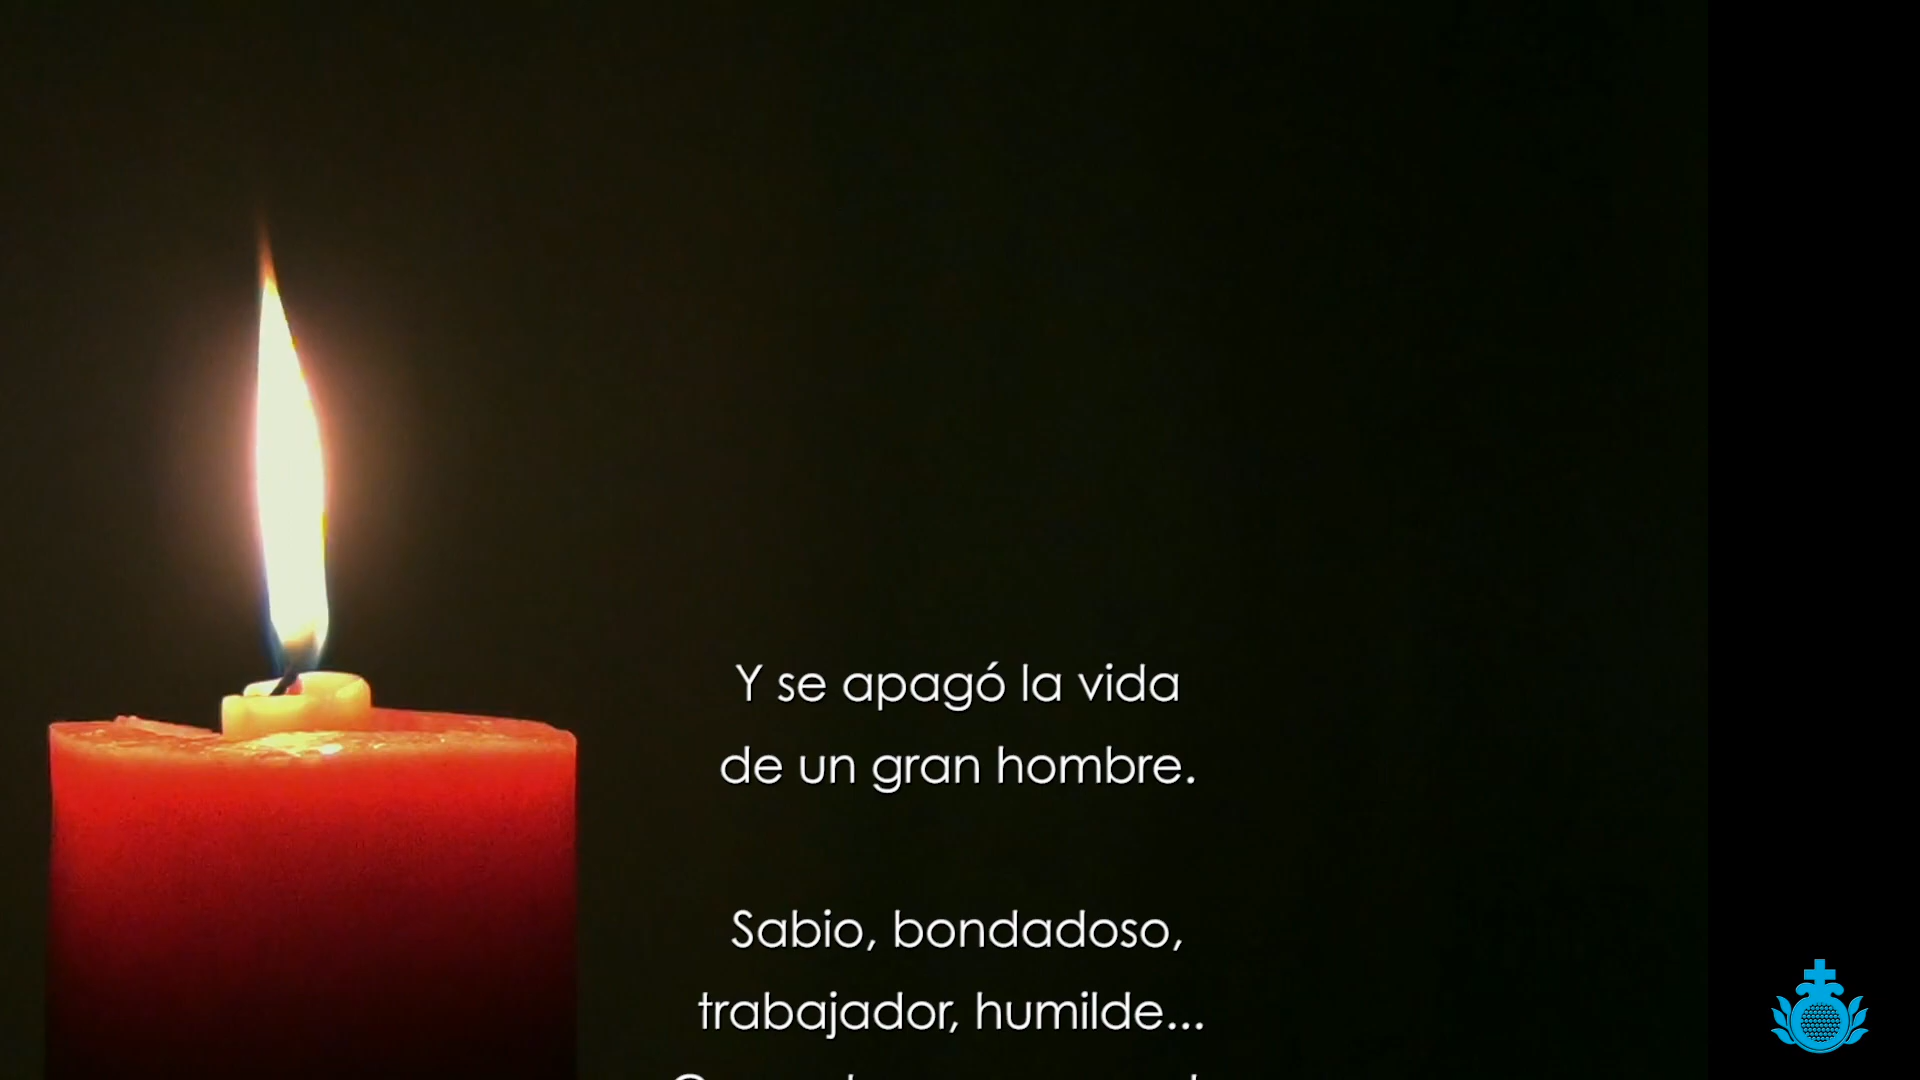 Y se apagó la vida
de un gran hombre.
Sabio, bondadoso,
trabajador, humilde...